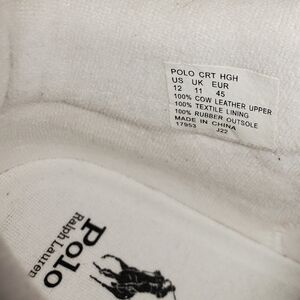 POLO CRT HGH
US UK EUR
12 11 45
100% COW LEATHER UPPER
100% TEXTILE LINING
100% RUBBER OUTSOLE
MADE IN CHINA
17953 J22
Polo
Ralph Lauren